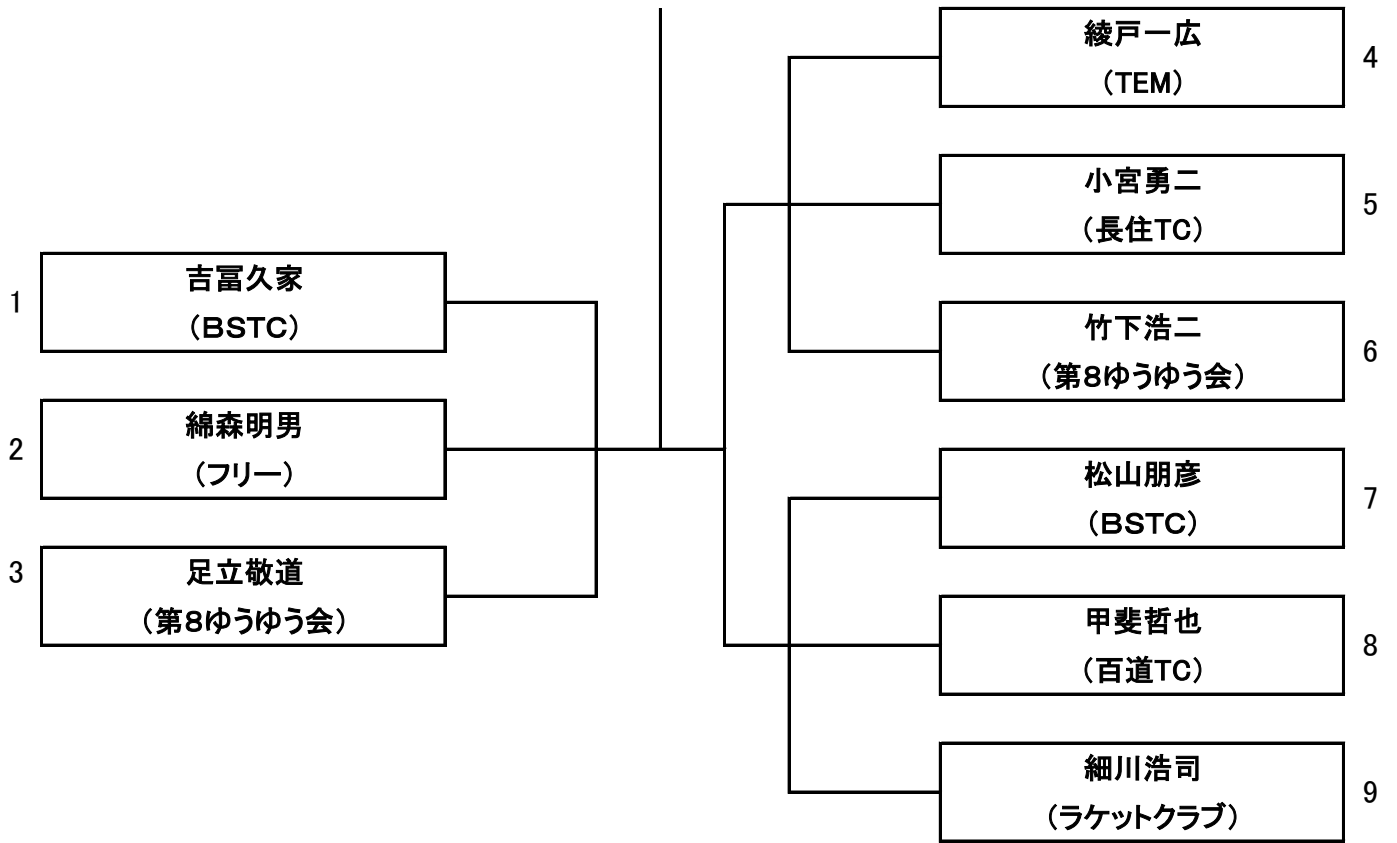 1
吉冨久家
(BSTC)
2
綿森明男
(フリー)
3
足立敬道
(第8ゆうゆう会)
綾戸一広
(TEM)
4
小宮勇二
(長住TC)
5
竹下浩二
(第8ゆうゆう会)
6
松山朋彦
(BSTC)
7
甲斐哲也
(百道TC)
8
細川浩司
(ラケットクラブ)
9